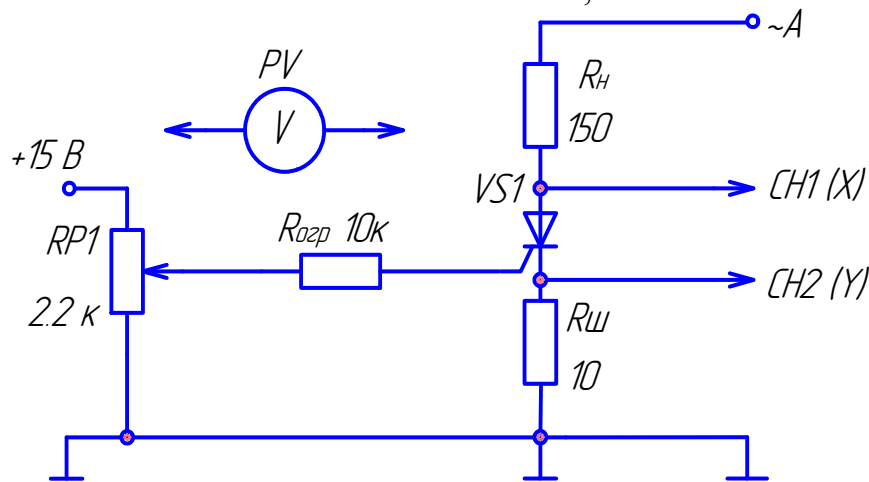 ~A
PV
V
Rн
150
+15 В
VS1
CH1 (X)
RP1
Rогр 10к
2.2 к
CH2 (Y)
Rш
10